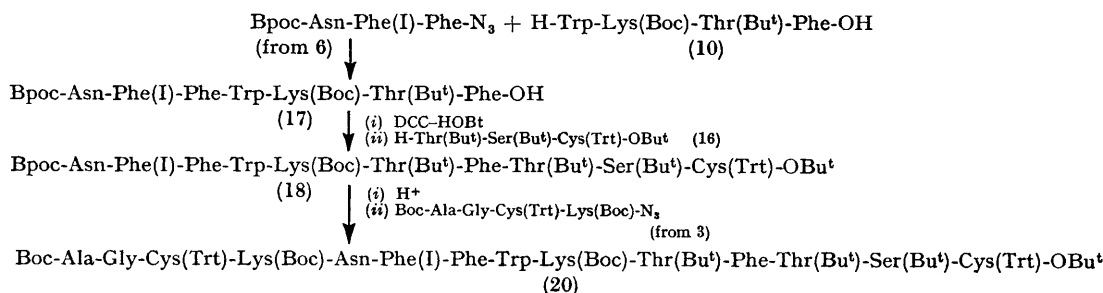 Bpoc-Asn-Phe(I)-Phe-N₃ + H-Trp-Lys(Boc)-Thr(Buᵗ)-Phe-OH
(from 6) (10)
Bpoc-Asn-Phe(I)-Phe-Trp-Lys(Boc)-Thr(Buᵗ)-Phe-OH
(17) (i) DCC–HOBt
(ii) H-Thr(Buᵗ)-Ser(Buᵗ)-Cys(Trt)-OBuᵗ (16)
Bpoc-Asn-Phe(I)-Phe-Trp-Lys(Boc)-Thr(Buᵗ)-Phe-Thr(Buᵗ)-Ser(Buᵗ)-Cys(Trt)-OBuᵗ
(18) (i) H⁺
(ii) Boc-Ala-Gly-Cys(Trt)-Lys(Boc)-N₃
(from 3)
Boc-Ala-Gly-Cys(Trt)-Lys(Boc)-Asn-Phe(I)-Phe-Trp-Lys(Boc)-Thr(Buᵗ)-Phe-Thr(Buᵗ)-Ser(Buᵗ)-Cys(Trt)-OBuᵗ
(20)